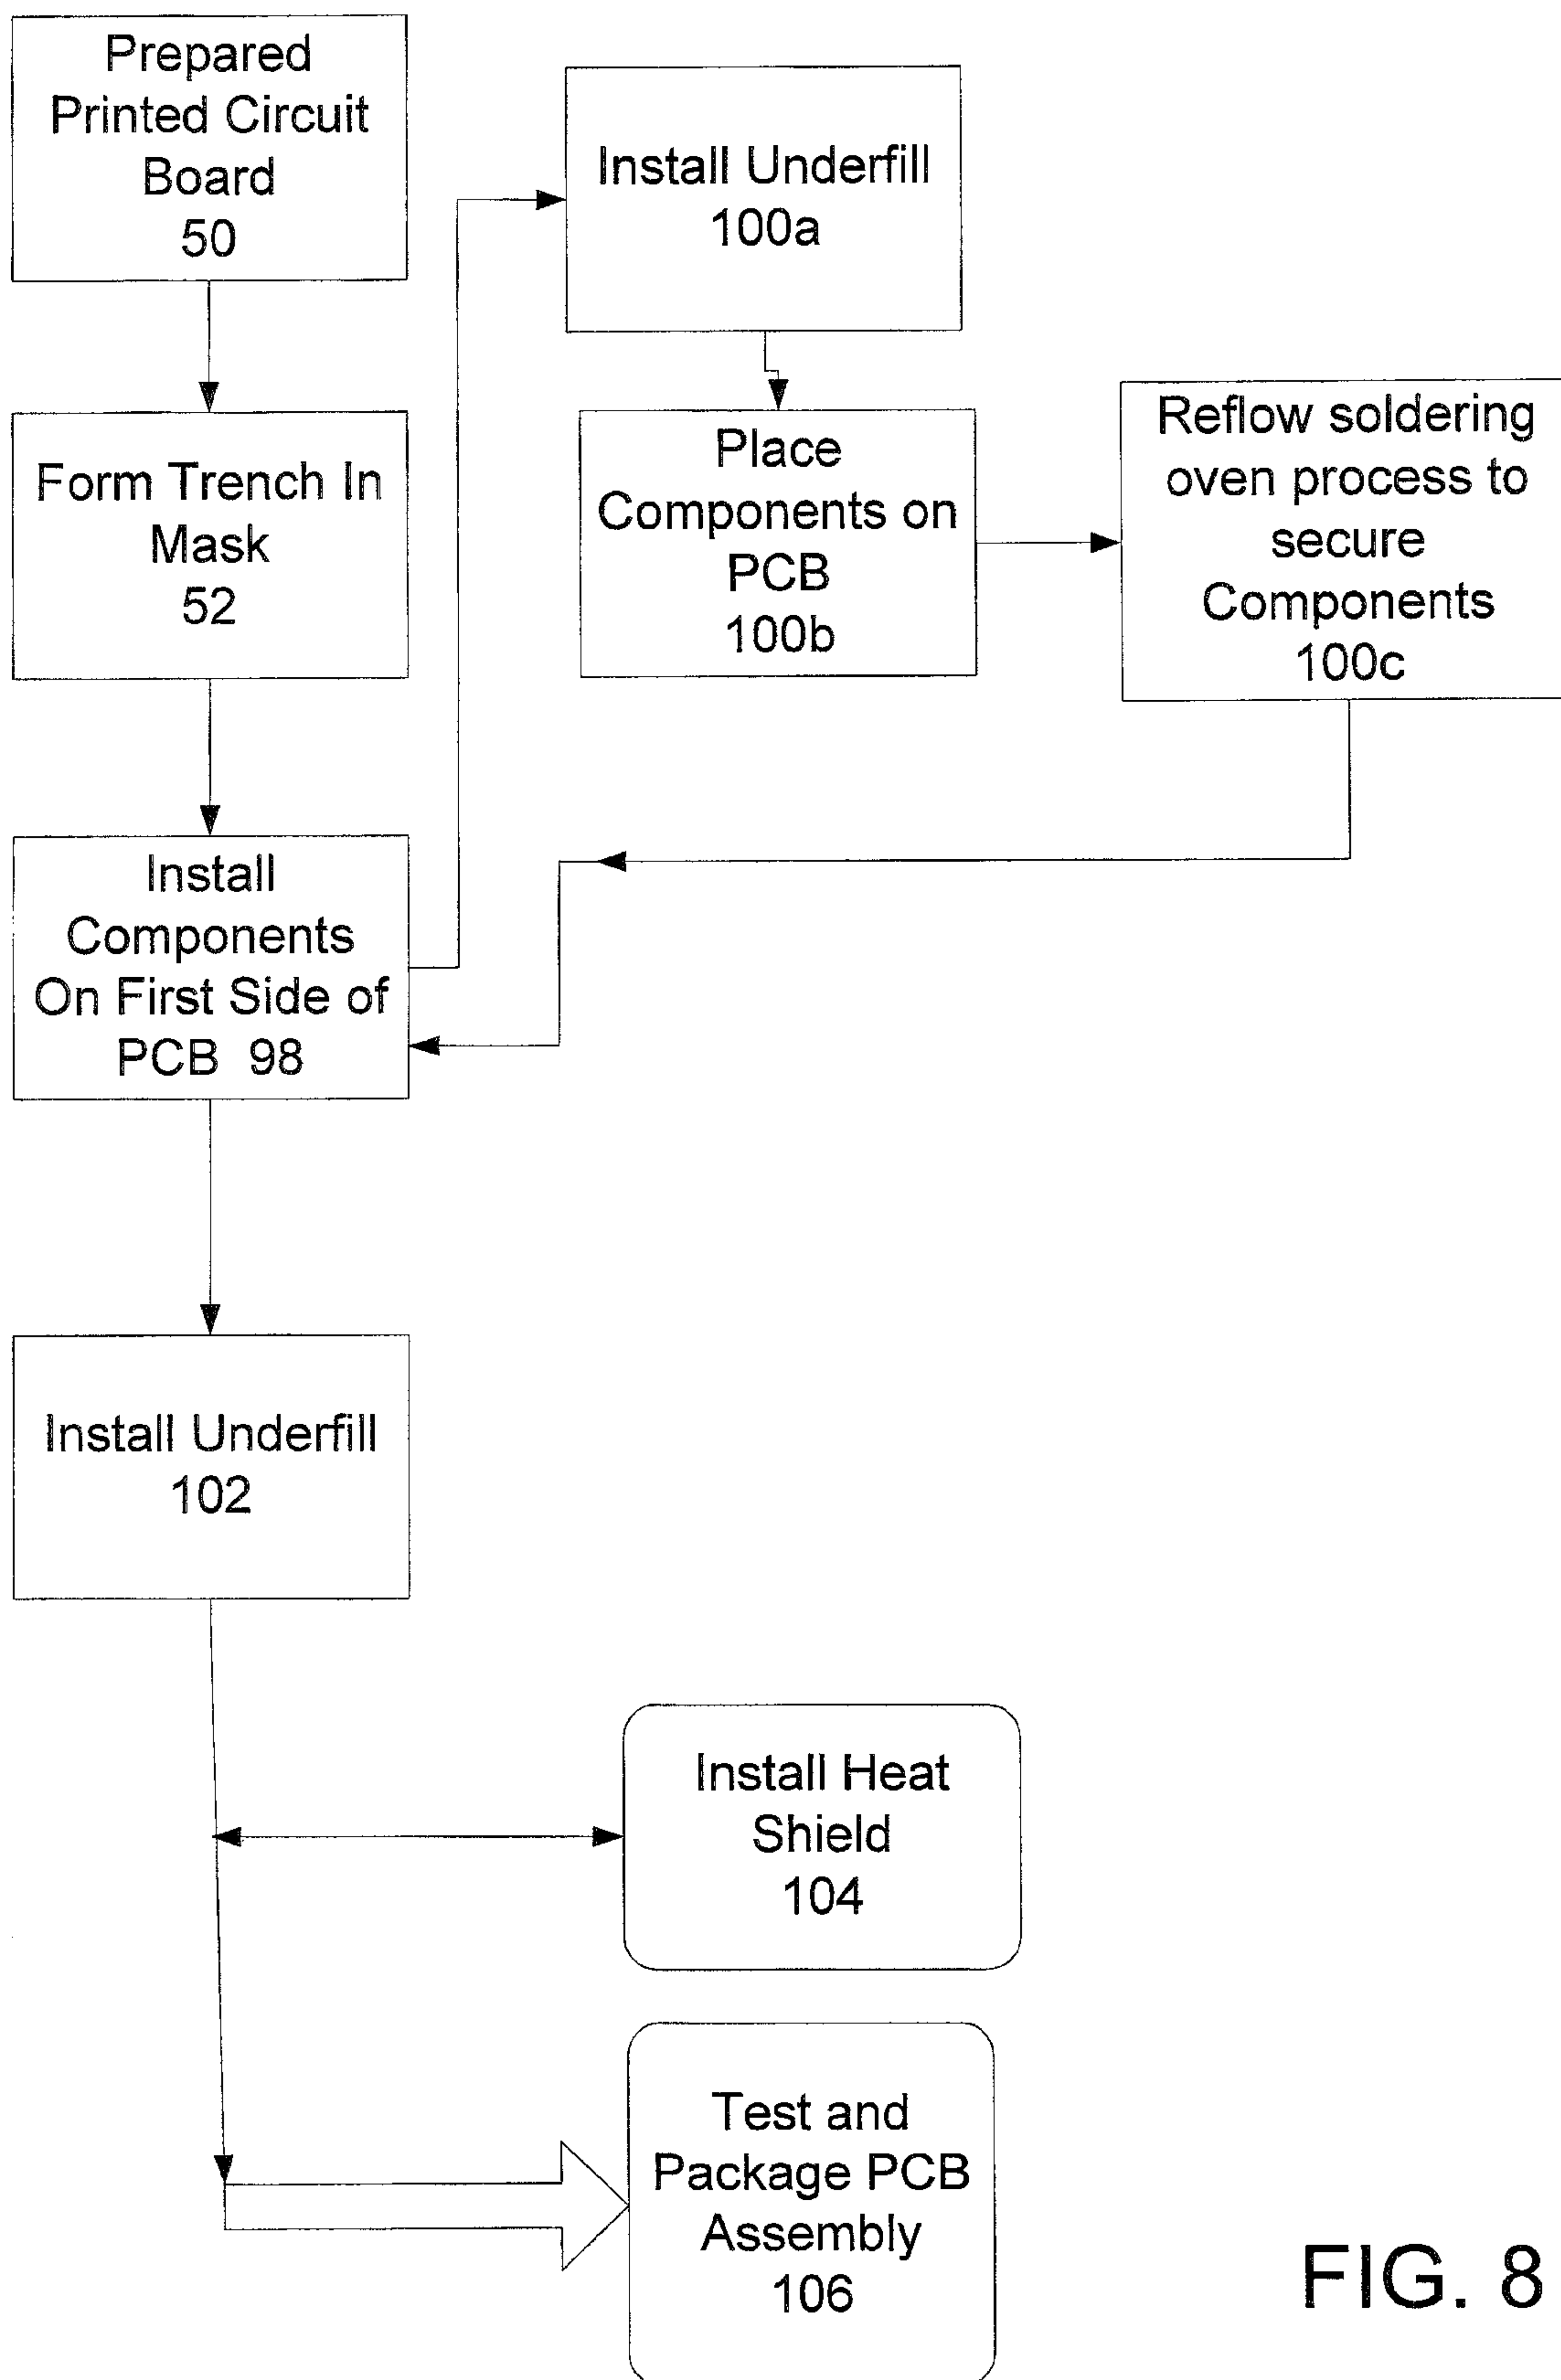 Prepared
Printed Circuit
Board
50
Install Underfill
100a
Form Trench In
Mask
52
Place
Components on
PCB
100b
Reflow soldering
oven process to
secure
Components
100c
Install
Components
On First Side of
PCB 98
Install Underfill
102
Install Heat
Shield
104
Test and
Package PCB
Assembly
106
FIG. 8